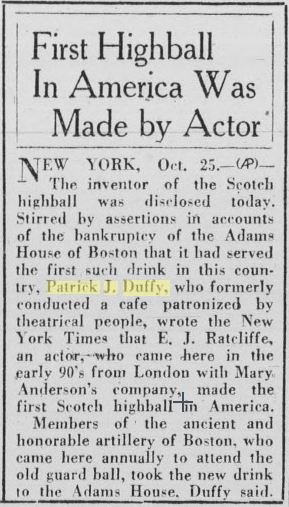 First Highball
In America Was
Made by Actor
NEW YORK, Oct. 25.—(AP)—
The inventor of the Scotch
highball was disclosed today.
Stirred by assertions in accounts
of the bankruptcy of the Adams
House of Boston that it had served
the first such drink in this coun-
try, Patrick J. Duffy, who formerly
conducted a cafe patronized by
theatrical people, wrote the New
York Times that E. J. Ratcliffe,
an actor, who came here in the
early 90's from London with Mary
Anderson's company, made the
first Scotch highball in America.
Members of the ancient and
honorable artillery of Boston, who
came here annually to attend the
old guard ball, took the new drink
to the Adams House, Duffy said.